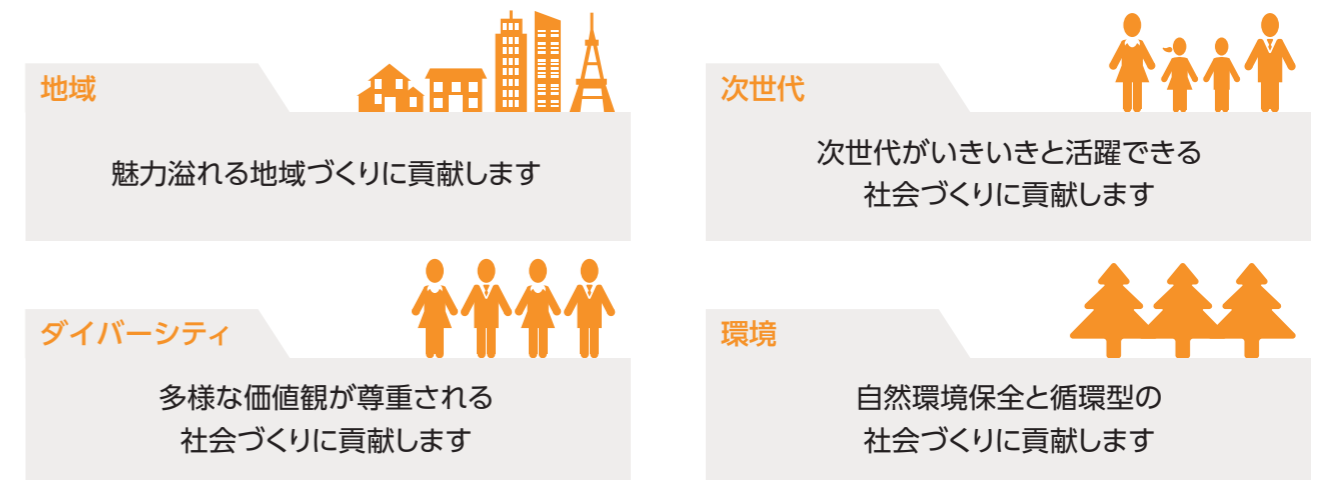 地域
魅力溢れる地域づくりに貢献します
次世代
次世代がいきいきと活躍できる
社会づくりに貢献します
ダイバーシティ
多様な価値観が尊重される
社会づくりに貢献します
環境
自然環境保全と循環型の
社会づくりに貢献します